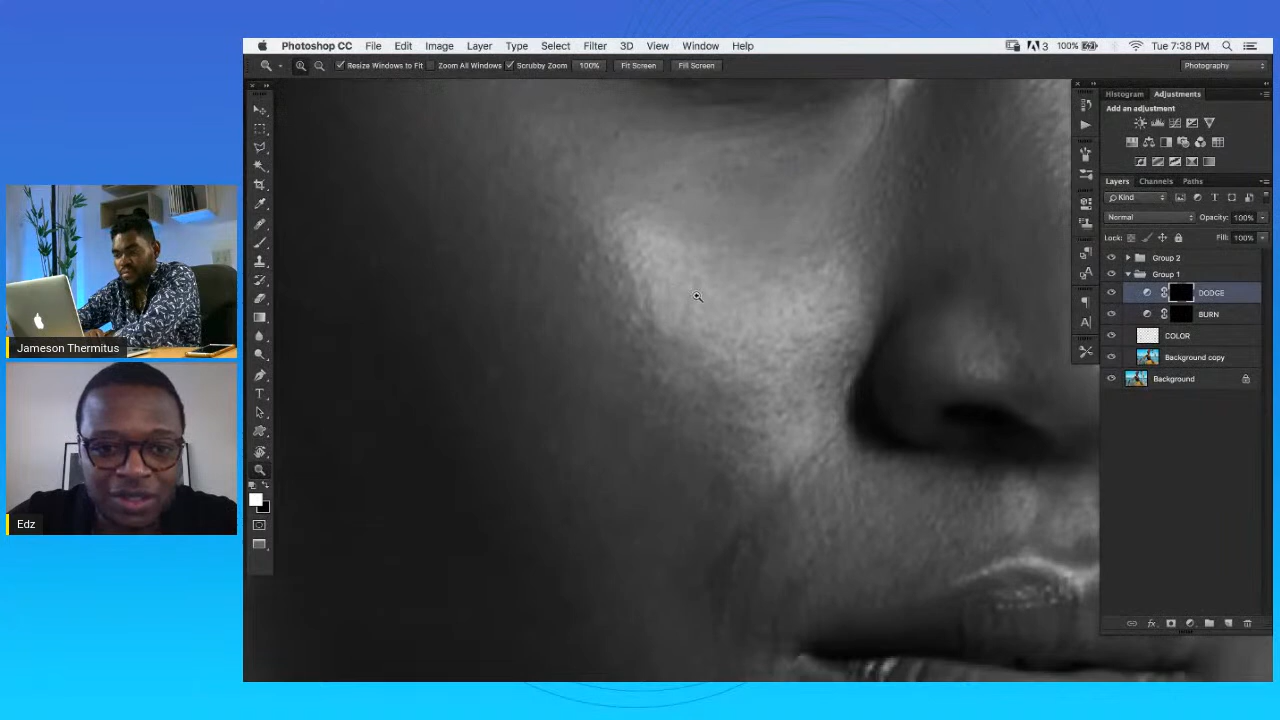 Photoshop CC File Edit Image Layer Type Select Filter 3D View Window Help
3 100% Tue 7:38 PM
Resize Windows to Fit Zoom All Windows Scrubby Zoom 100% Fit Screen Fill Screen
Photography
Histogram Adjustments
Add an adjustment
Layers Channels Paths
Kind
Normal Opacity: 100%
Lock: Fill: 100%
Group 2
Group 1
DODGE
BURN
COLOR
Background copy
Background
Jameson Thermitus
Edz